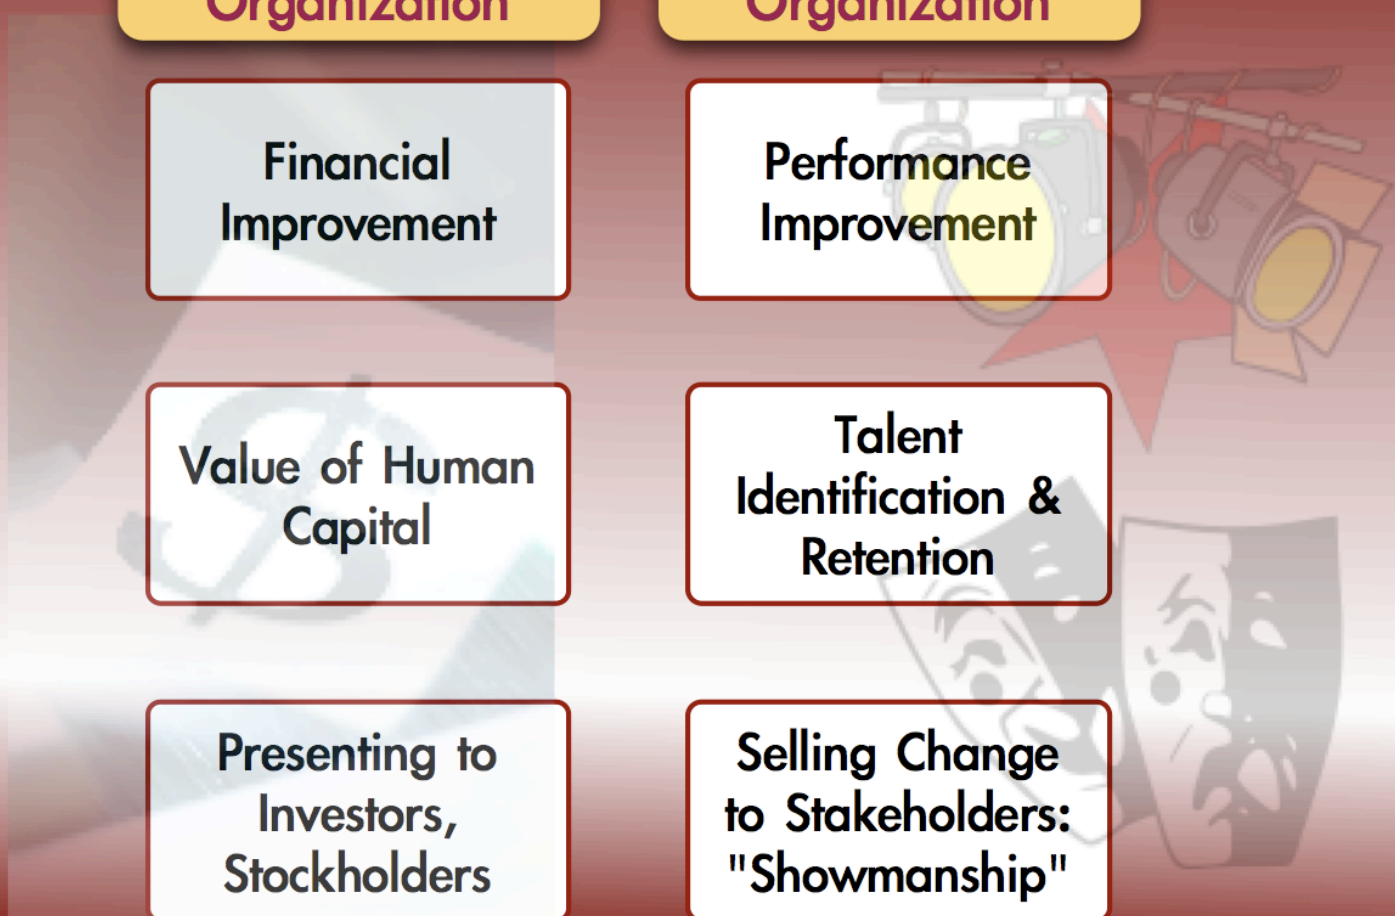 Organization
Organization
Financial
Improvement
Performance
Improvement
Value of Human
Capital
Talent
Identification &
Retention
Presenting to
Investors,
Stockholders
Selling Change
to Stakeholders:
"Showmanship"